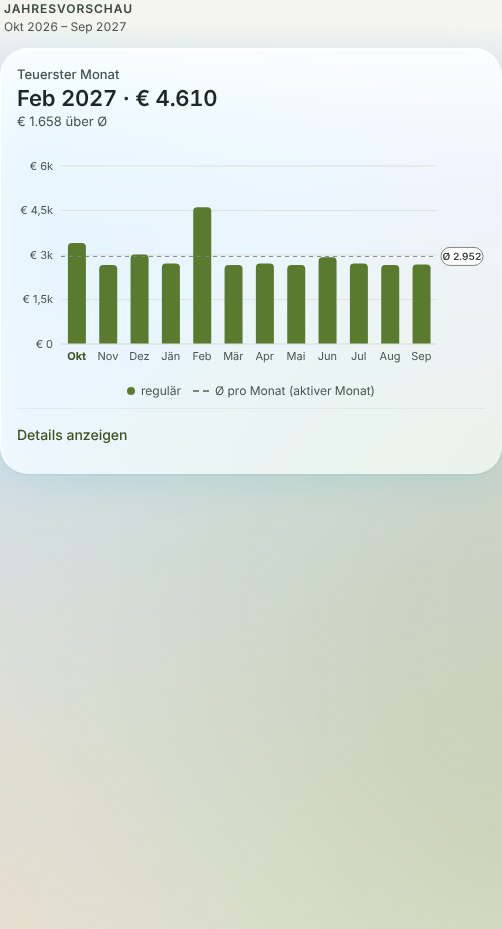 JAHRESVORSCHAU
Okt 2026 – Sep 2027
Teuerster Monat
Feb 2027 · € 4.610
€ 1.658 über Ø
€ 6k
€ 4,5k
€ 3k
Ø 2.952
€ 1,5k
€ 0
Okt Nov Dez Jän Feb Mär Apr Mai Jun Jul Aug Sep
regulär Ø pro Monat (aktiver Monat)
Details anzeigen